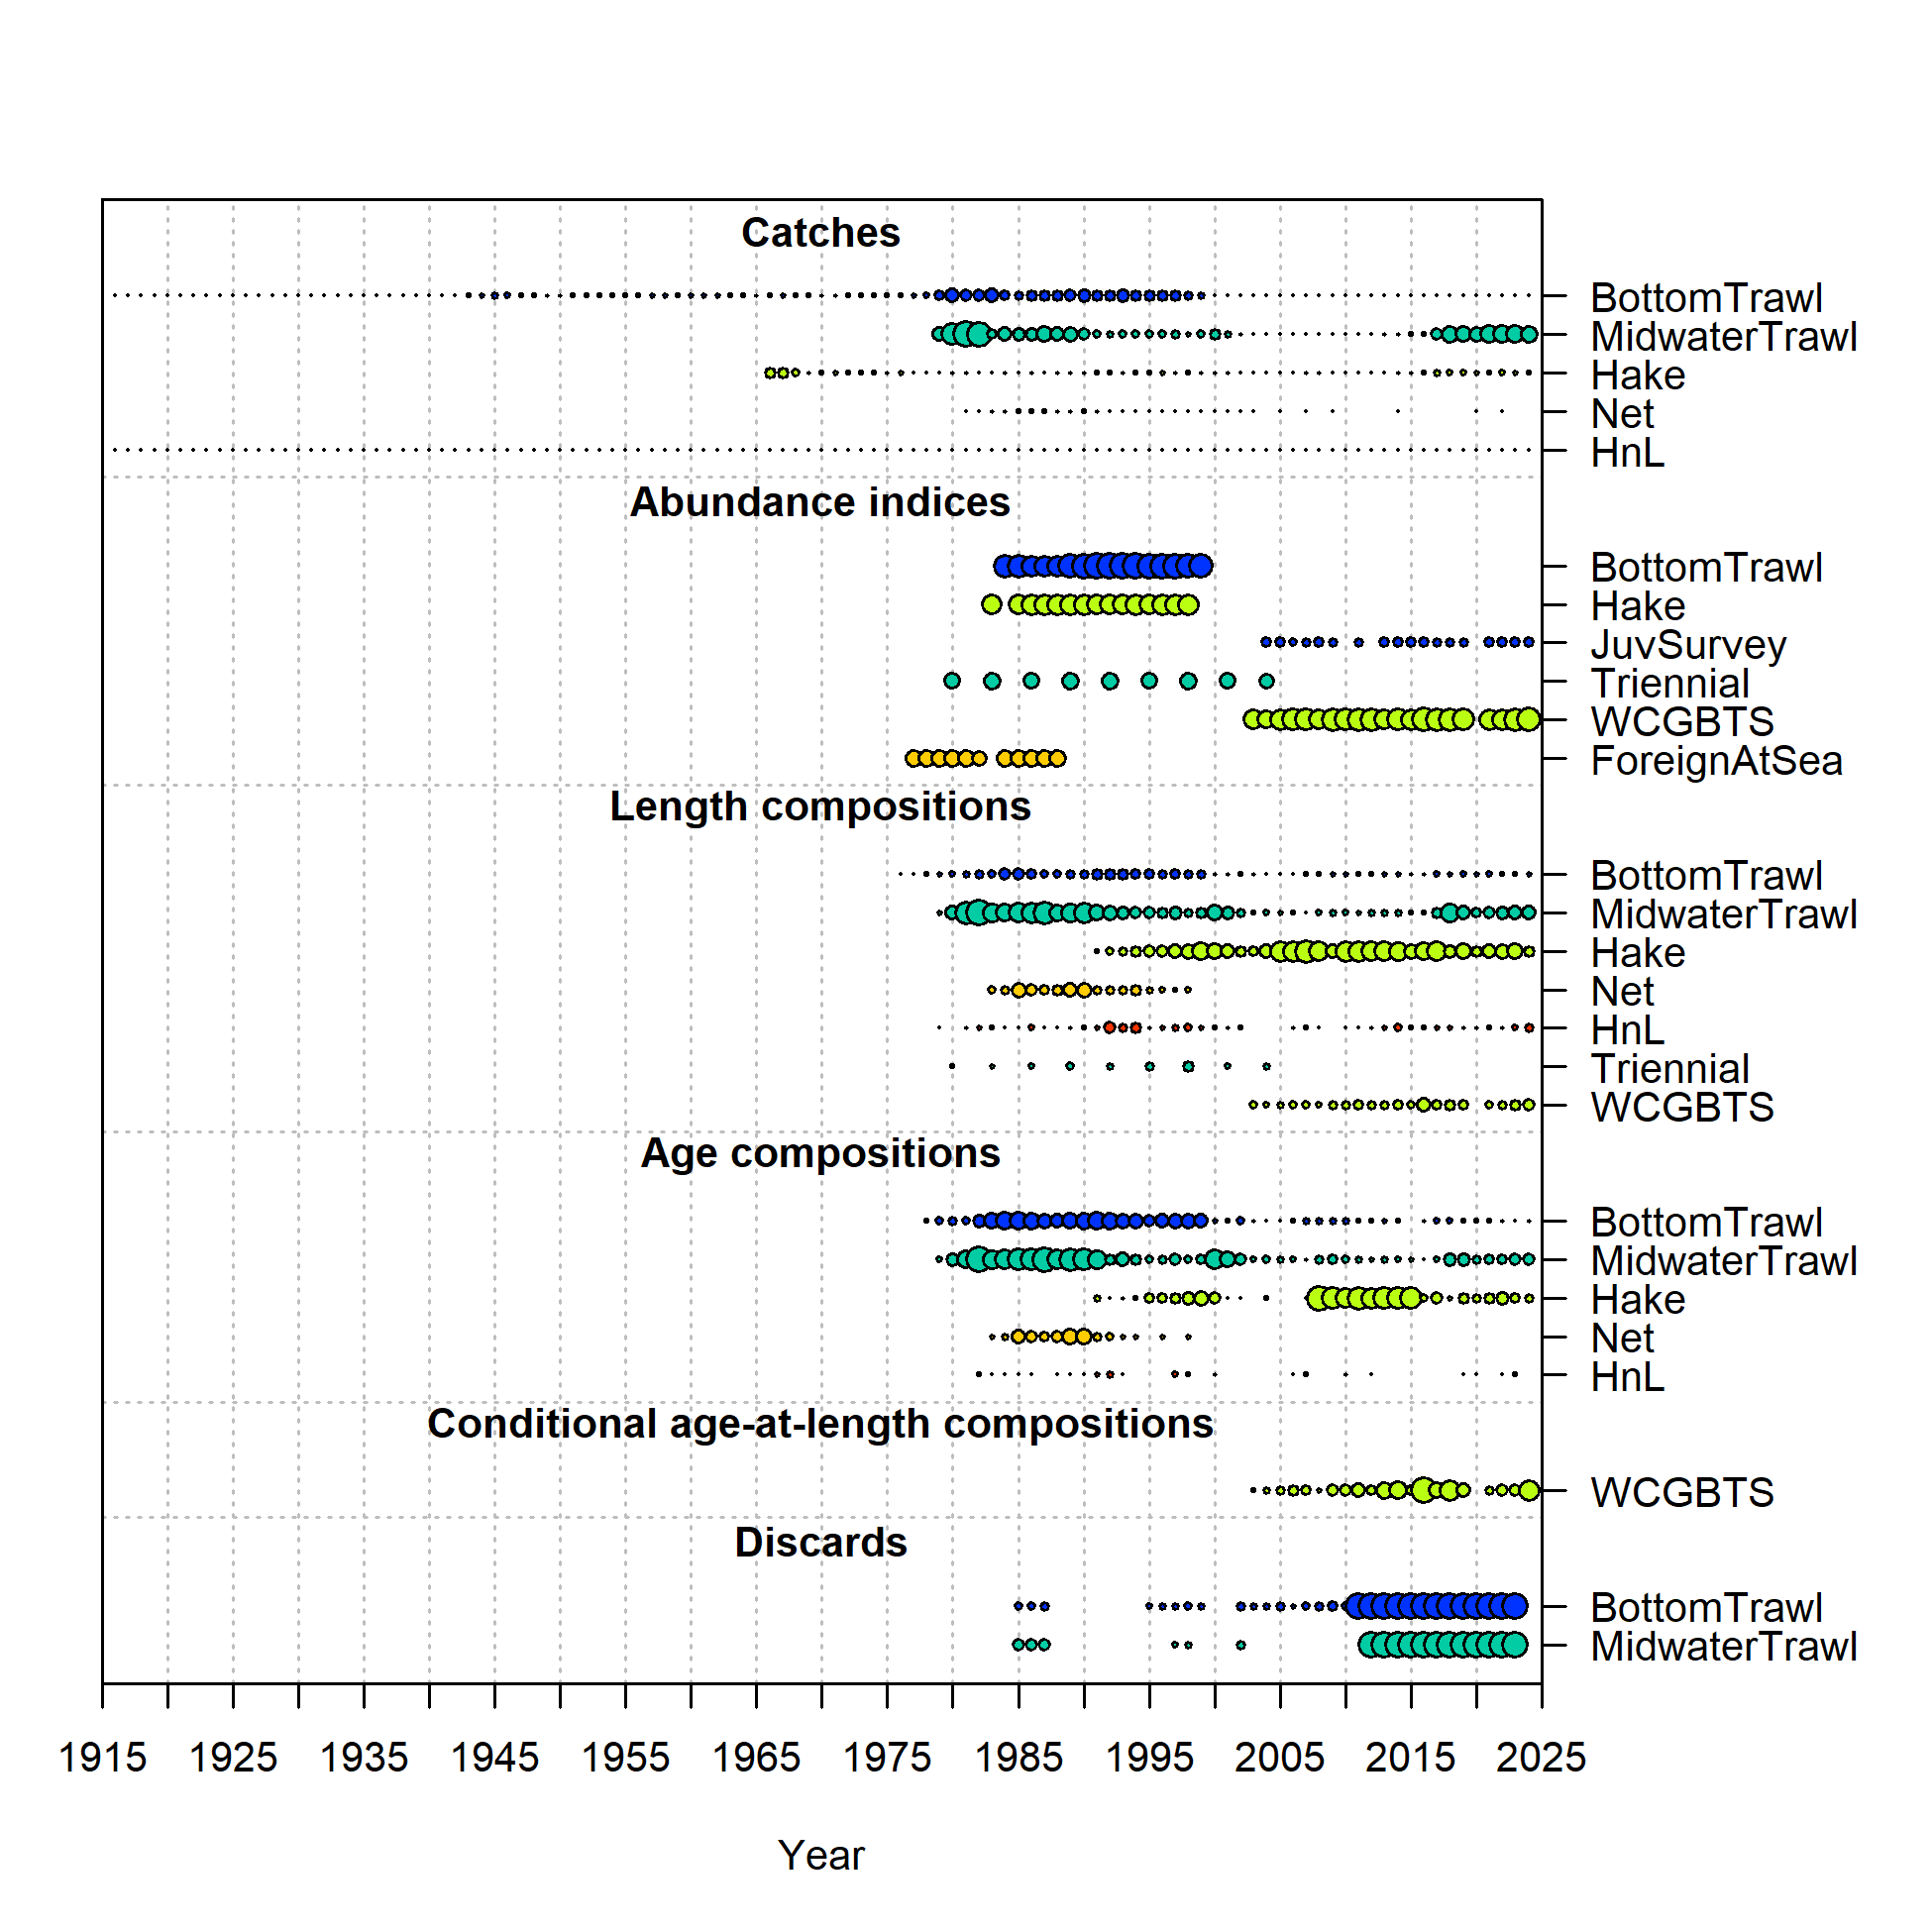 Catches
BottomTrawl
MidwaterTrawl
Hake
Net
HnL
Abundance indices
BottomTrawl
Hake
JuvSurvey
Triennial
WCGBTS
ForeignAtSea
Length compositions
BottomTrawl
MidwaterTrawl
Hake
Net
HnL
Triennial
WCGBTS
Age compositions
BottomTrawl
MidwaterTrawl
Hake
Net
HnL
Conditional age-at-length compositions
WCGBTS
Discards
BottomTrawl
MidwaterTrawl
1915 1925 1935 1945 1955 1965 1975 1985 1995 2005 2015 2025
Year